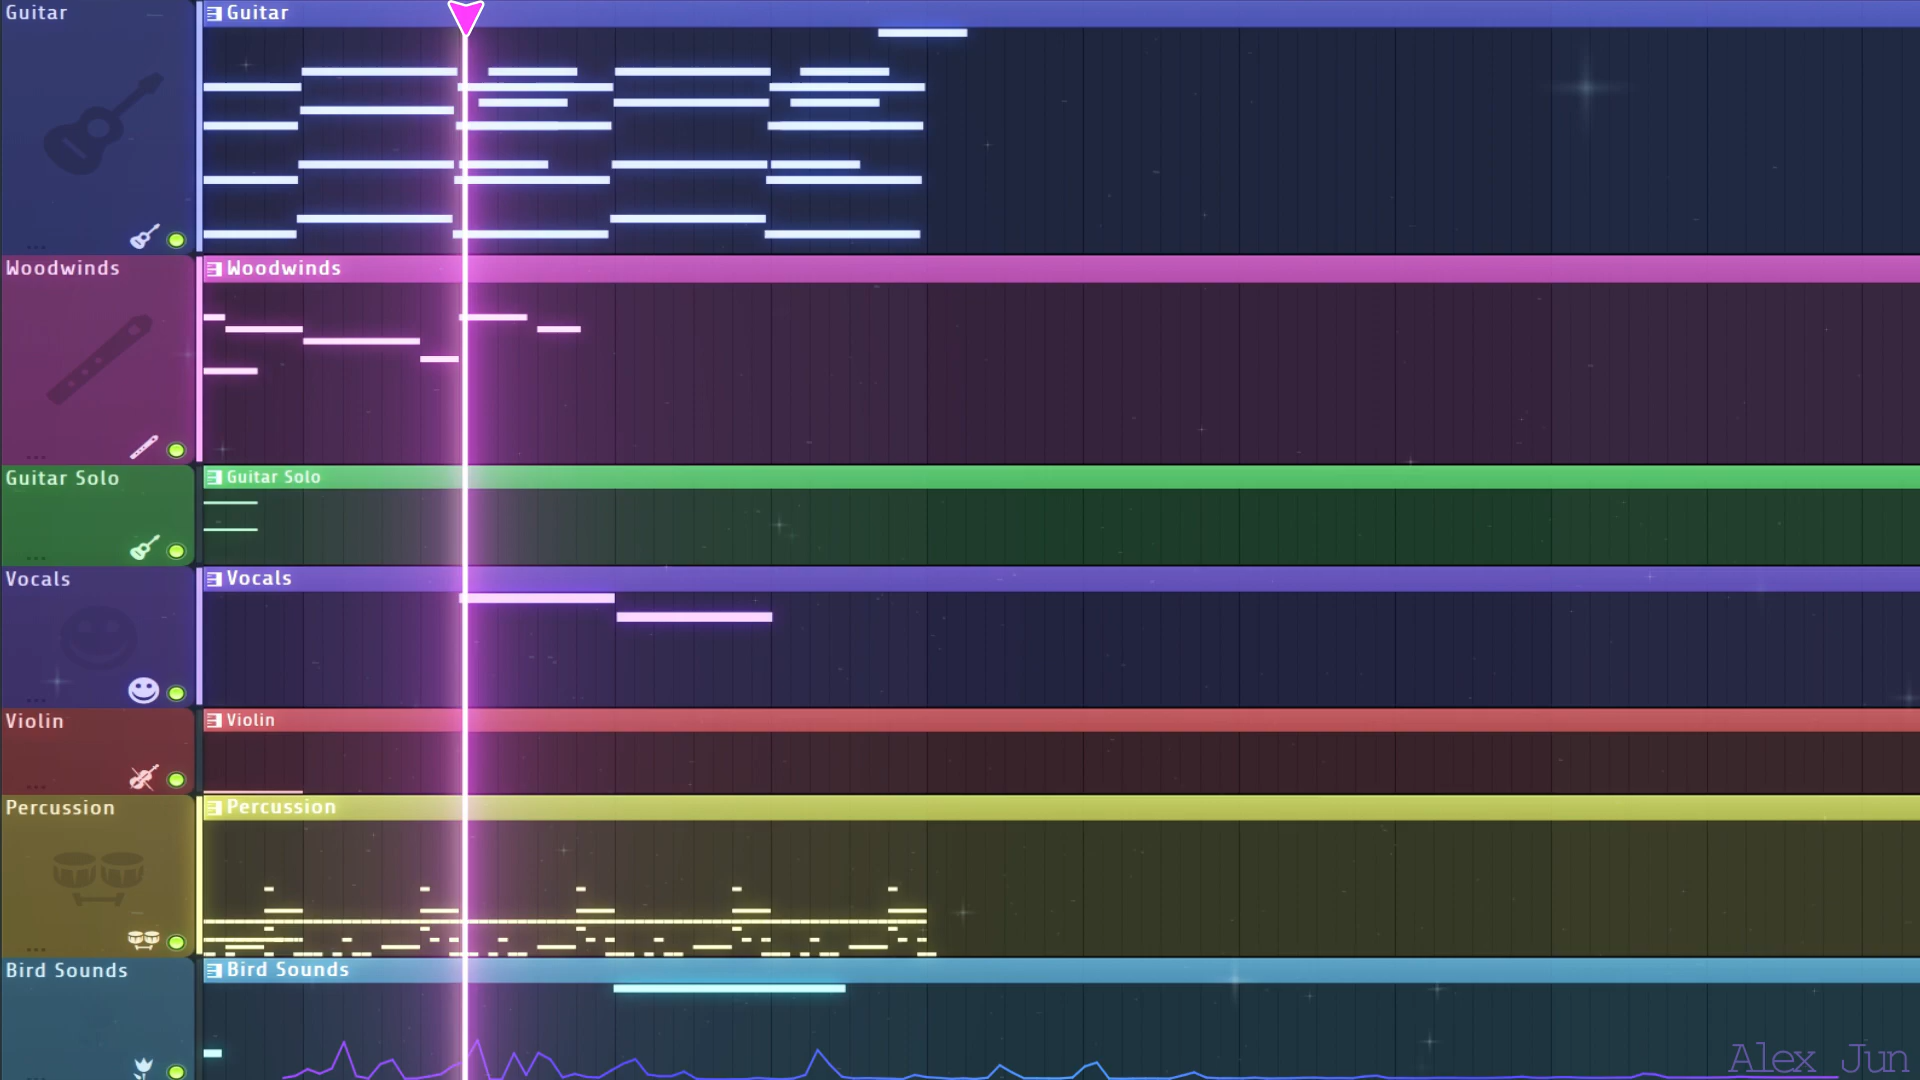 Guitar
Guitar
Woodwinds
Woodwinds
Guitar Solo
Guitar Solo
Vocals
Vocals
Violin
Violin
Percussion
Percussion
Bird Sounds
Bird Sounds
Alex Jun